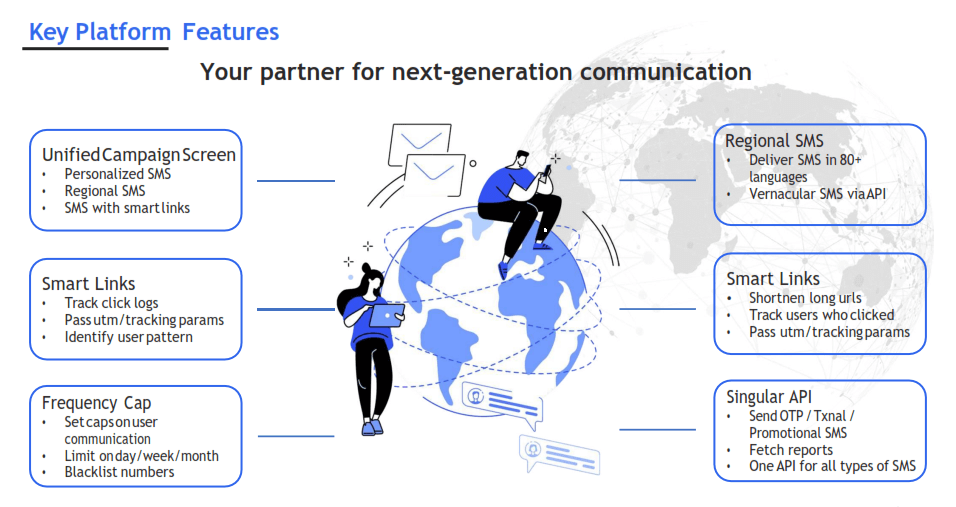 Key Platform Features
Your partner for next-generation communication
Unified Campaign Screen
• Personalized SMS
• Regional SMS
• SMS with smart links
Smart Links
• Track click logs
• Pass utm/tracking params
• Identify user pattern
Frequency Cap
• Set caps on user
communication
• Limit on day/week/month
• Blacklist numbers
Regional SMS
• Deliver SMS in 80+
languages
• Vernacular SMS via API
Smart Links
• Shortnen long urls
• Track users who clicked
• Pass utm/tracking params
Singular API
• Send OTP / Txnal /
Promotional SMS
• Fetch reports
• One API for all types of SMS